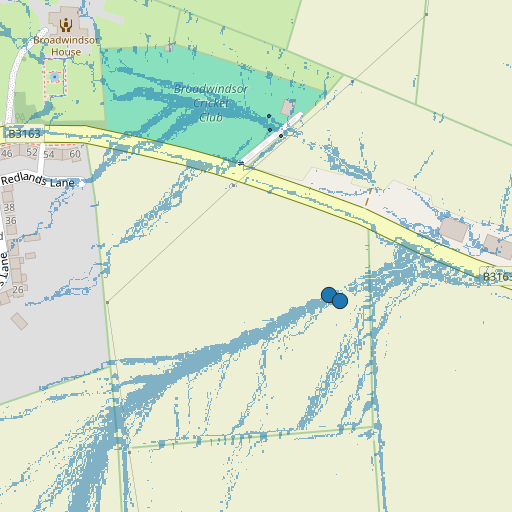 Broadwindsor
House
Broadwindsor
Cricket
Club
B3163
46
52
54
60
Redlands Lane
38
36
Lane
26
B3163